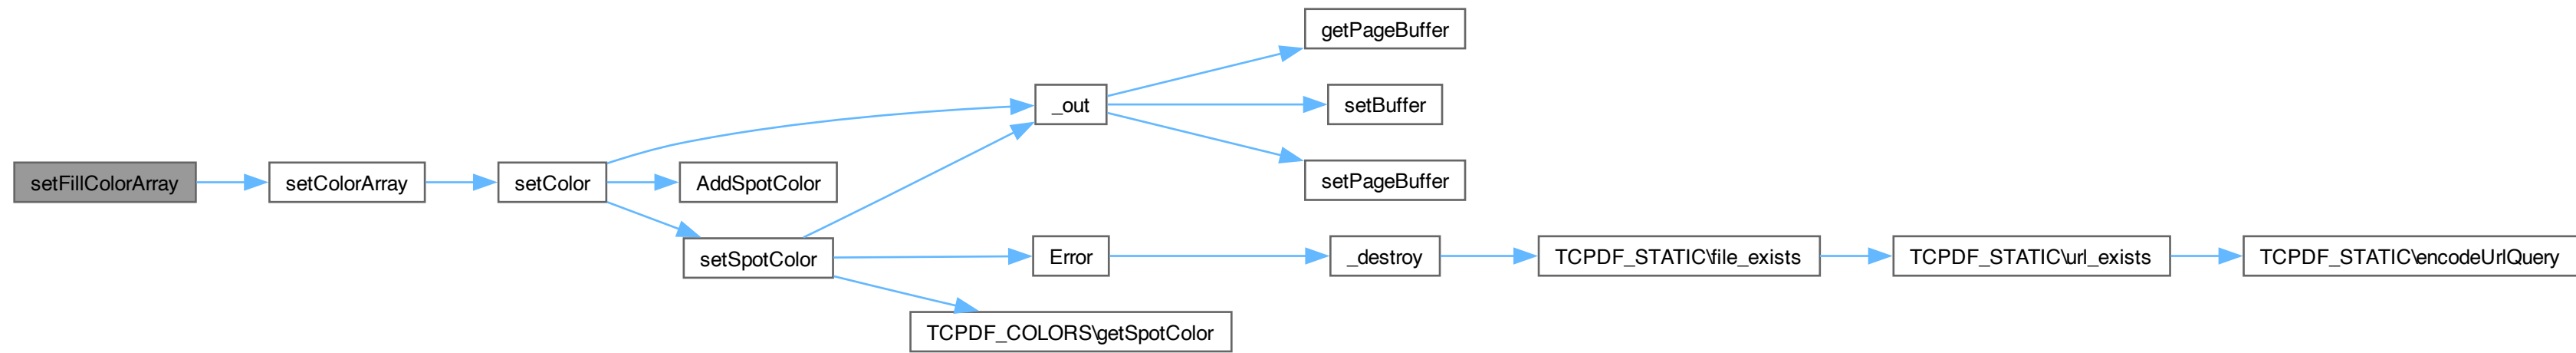 setFillColorArray
setColorArray
setColor
_out
AddSpotColor
setSpotColor
getPageBuffer
setBuffer
setPageBuffer
Error
TCPDF_COLORS\getSpotColor
_destroy
TCPDF_STATIC\file_exists
TCPDF_STATIC\url_exists
TCPDF_STATIC\encodeUrlQuery